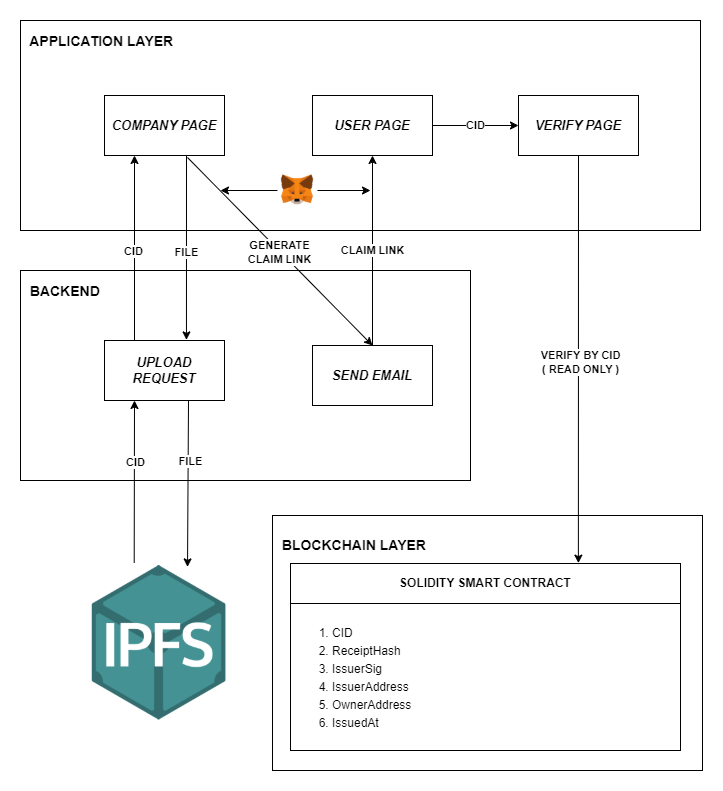 APPLICATION LAYER
COMPANY PAGE
USER PAGE
CID
VERIFY PAGE
CID
FILE
GENERATE
CLAIM LINK
CLAIM LINK
BACKEND
UPLOAD
REQUEST
SEND EMAIL
VERIFY BY CID
( READ ONLY )
CID
FILE
BLOCKCHAIN LAYER
SOLIDITY SMART CONTRACT
IPFS
1. CID
2. ReceiptHash
3. IssuerSig
4. IssuerAddress
5. OwnerAddress
6. IssuedAt